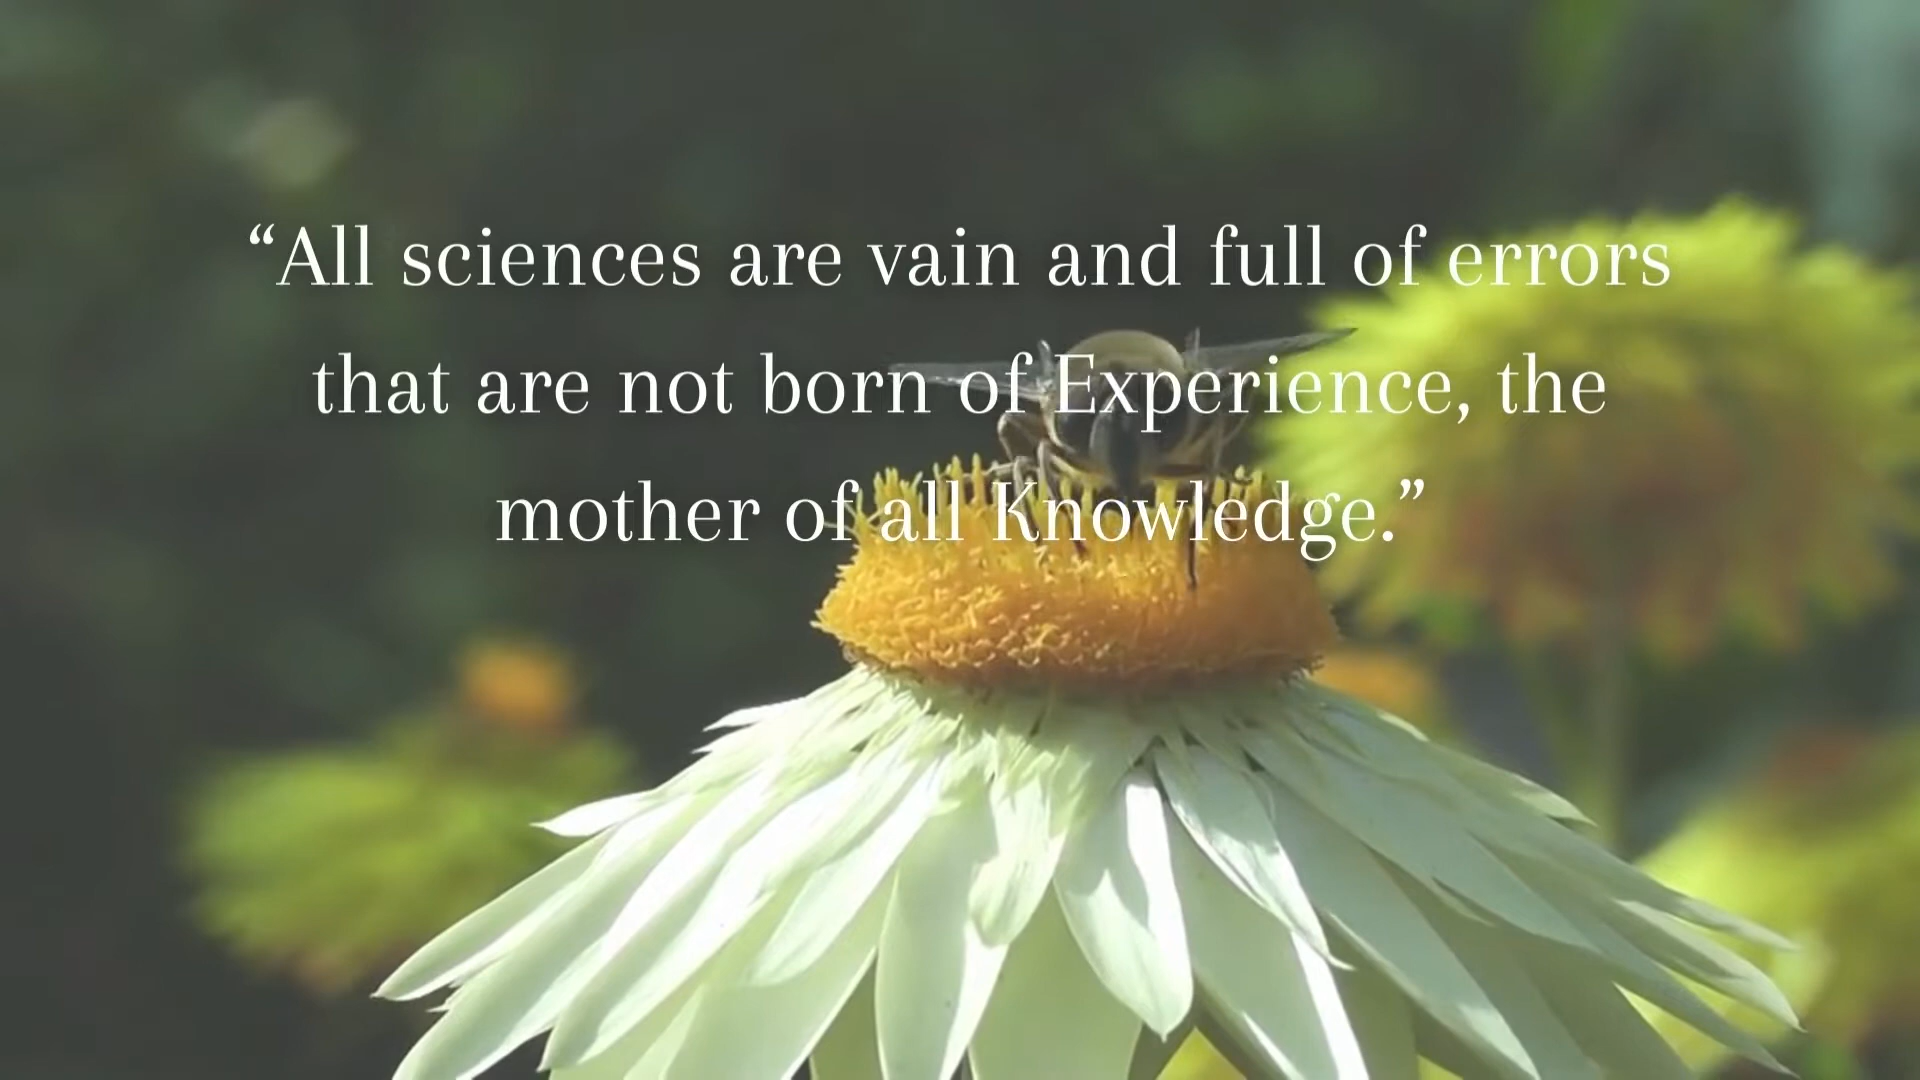 “All sciences are vain and full of errors
that are not born of Experience, the
mother of all Knowledge.”